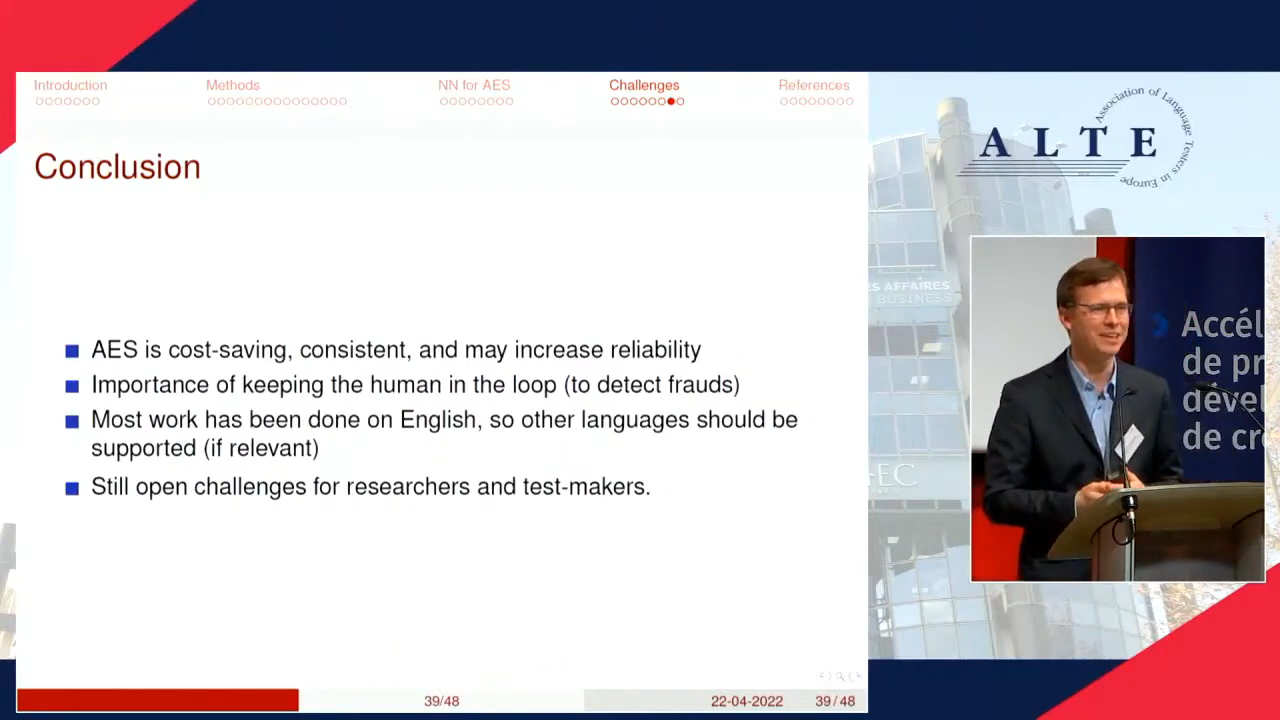 Introduction
Methods
NN for AES
Challenges
References
Conclusion
AES is cost-saving, consistent, and may increase reliability
Importance of keeping the human in the loop (to detect frauds)
Most work has been done on English, so other languages should be
supported (if relevant)
Still open challenges for researchers and test-makers.
39/48
22-04-2022
39 / 48
ALTE
Association of Language Testers in Europe
ES AFFAIRES
BUSINESS
Accél
de pr
dével
de cr